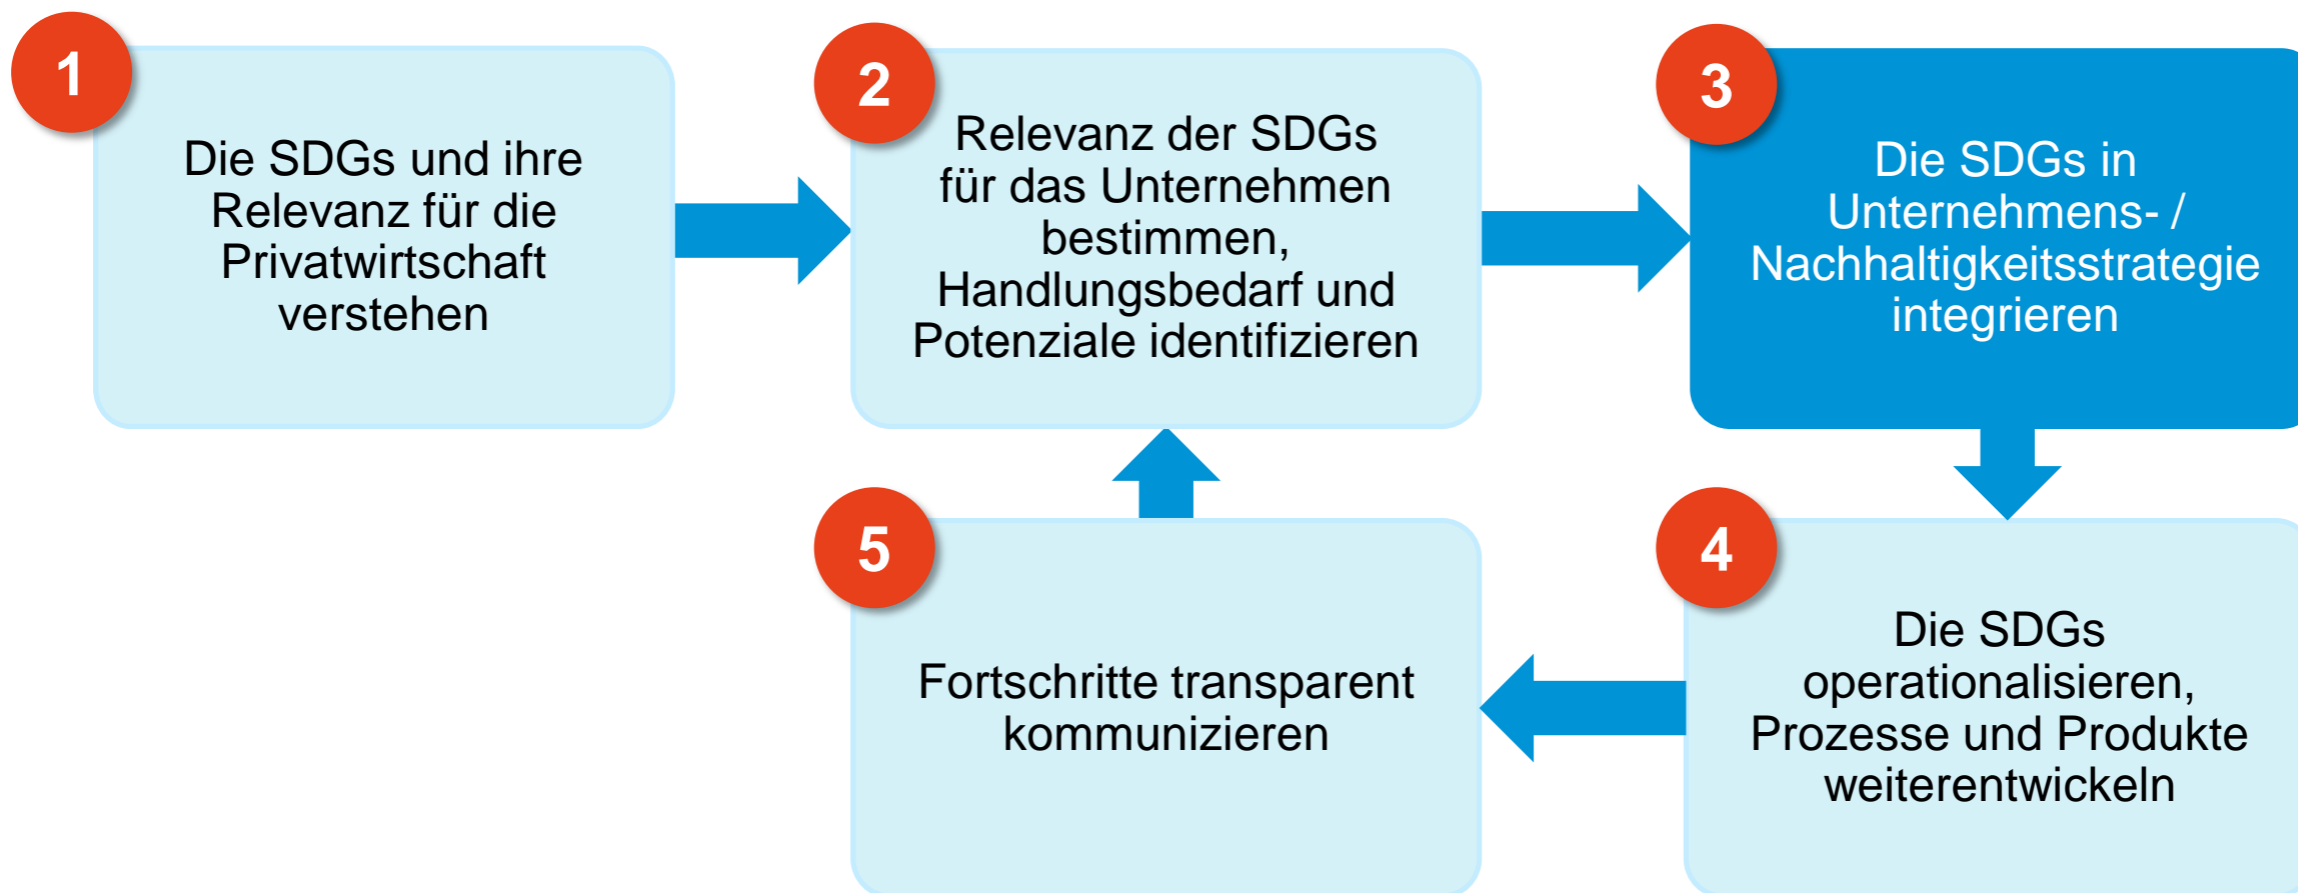 1
Die SDGs und ihre
Relevanz für die
Privatwirtschaft
verstehen
2
Relevanz der SDGs
für das Unternehmen
bestimmen,
Handlungsbedarf und
Potenziale identifizieren
3
Die SDGs in
Unternehmens- /
Nachhaltigkeitsstrategie
integrieren
4
Die SDGs
operationalisieren,
Prozesse und Produkte
weiterentwickeln
5
Fortschritte transparent
kommunizieren